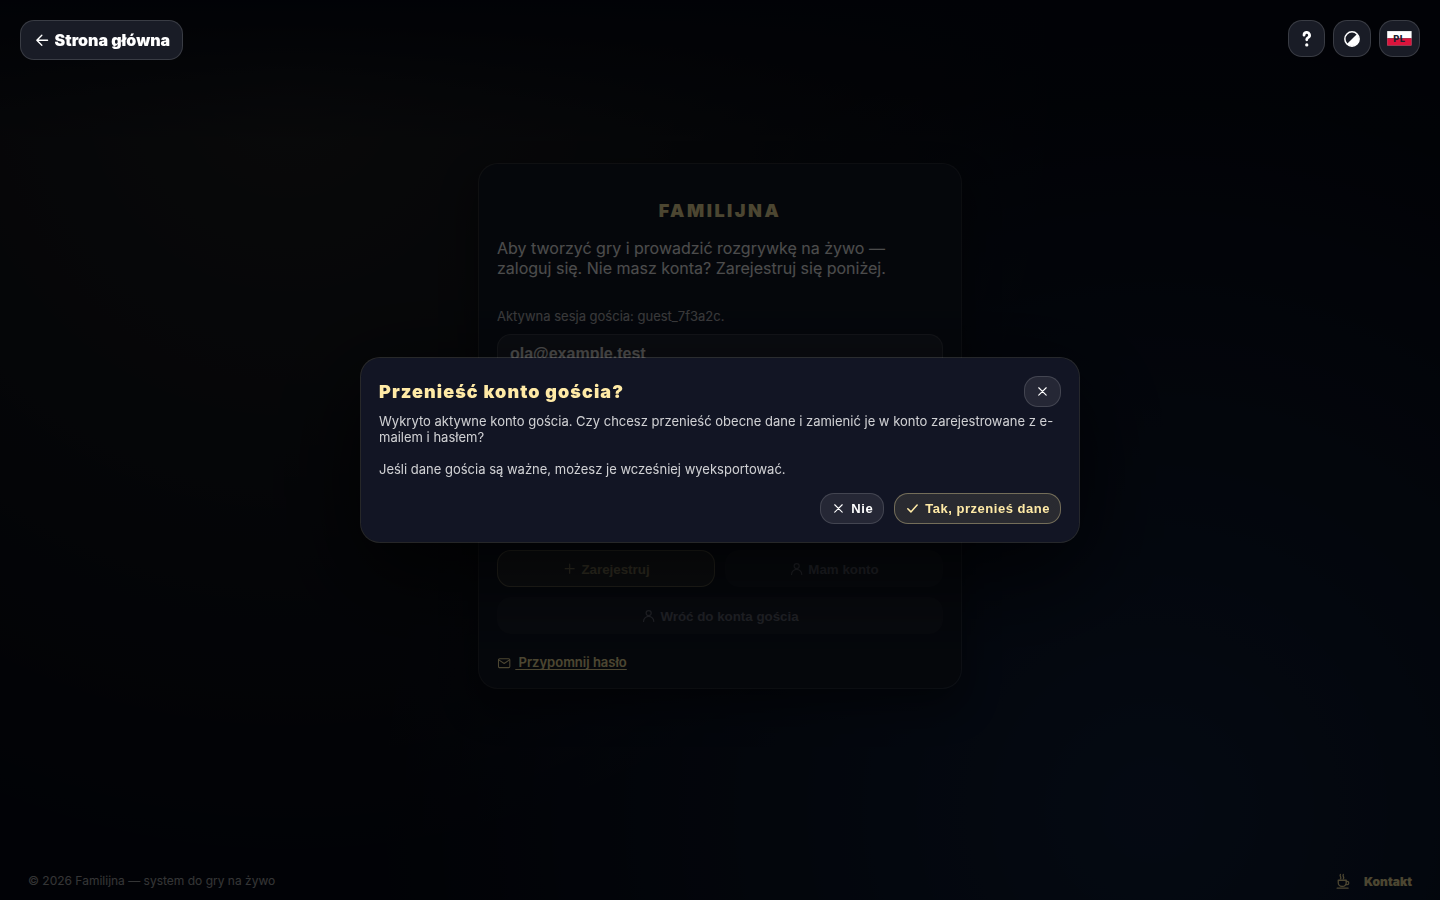 Strona główna
PL
FAMILIJNA
Aby tworzyć gry i prowadzić rozgrywkę na żywo —
zaloguj się. Nie masz konta? Zarejestruj się poniżej.
Aktywna sesja gościa: guest_7f3a2c.
ola@example.test
Przenieść konto gościa?
Wykryto aktywne konto gościa. Czy chcesz przenieść obecne dane i zamienić je w konto zarejestrowane z e-
mailem i hasłem?
Jeśli dane gościa są ważne, możesz je wcześniej wyeksportować.
Nie
Tak, przenieś dane
Zarejestruj
Mam konto
Wróć do konta gościa
Przypomnij hasło
© 2026 Familijna — system do gry na żywo
Kontakt